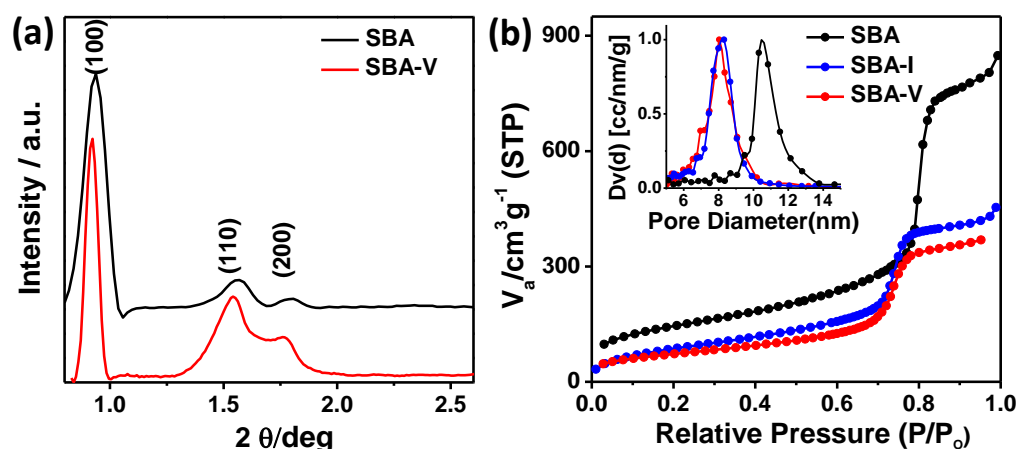 (a)
(100)
SBA
SBA-V
(110)
(200)
Intensity / a.u.
1.0
1.5
2.0
2.5
2 θ/deg
(b)
SBA
SBA-I
SBA-V
900
600
300
0
Va/cm³g⁻¹ (STP)
1.0
0.5
0.0
Dv(d) [cc/nm/g]
6 8 10 12 14
Pore Diameter(nm)
0.0 0.2 0.4 0.6 0.8 1.0
Relative Pressure (P/Po)